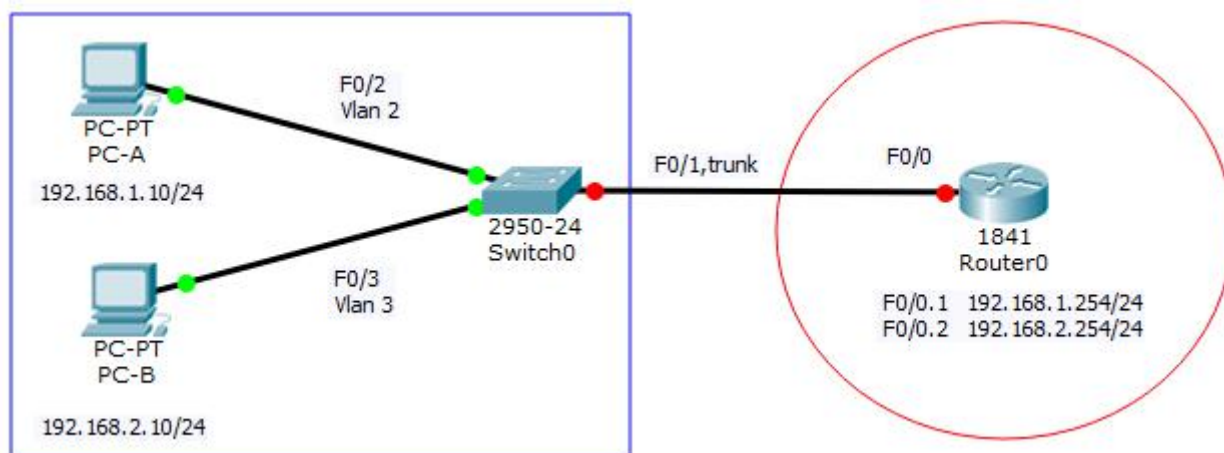 F0/2
Vlan 2
PC-PT
PC-A
192.168.1.10/24
F0/1,trunk
F0/0
2950-24
Switch0
1841
Router0
F0/3
Vlan 3
F0/0.1 192.168.1.254/24
F0/0.2 192.168.2.254/24
PC-PT
PC-B
192.168.2.10/24